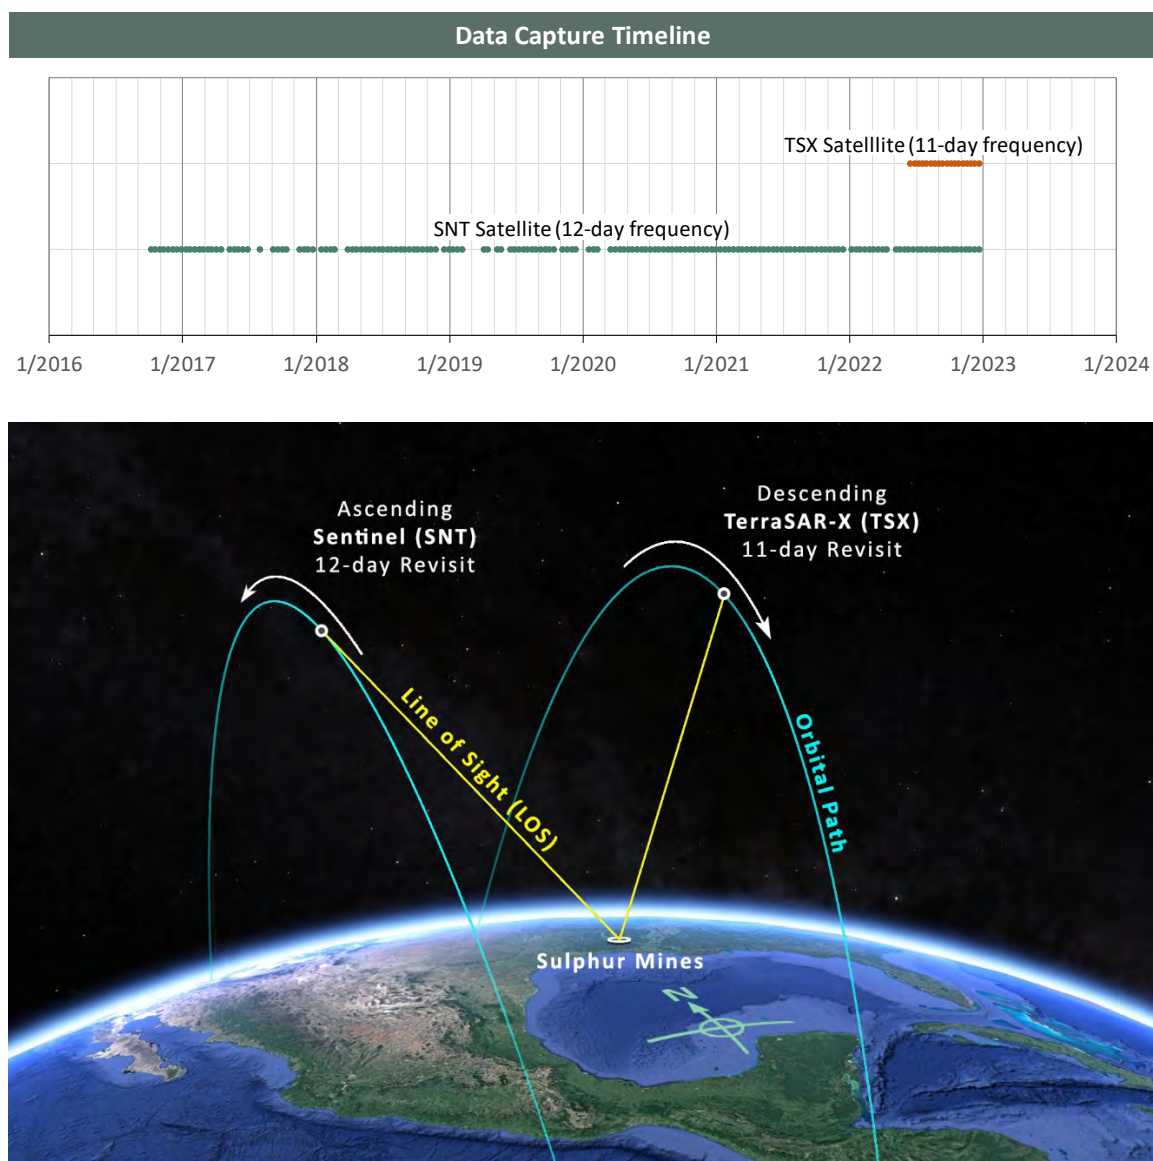 Data Capture Timeline
TSX Satelllite (11-day frequency)
SNT Satellite (12-day frequency)
1/2016 1/2017 1/2018 1/2019 1/2020 1/2021 1/2022 1/2023 1/2024
Ascending
Sentinel (SNT)
12-day Revisit
Descending
TerraSAR-X (TSX)
11-day Revisit
Line of Sight (LOS)
Orbital Path
Sulphur Mines
N